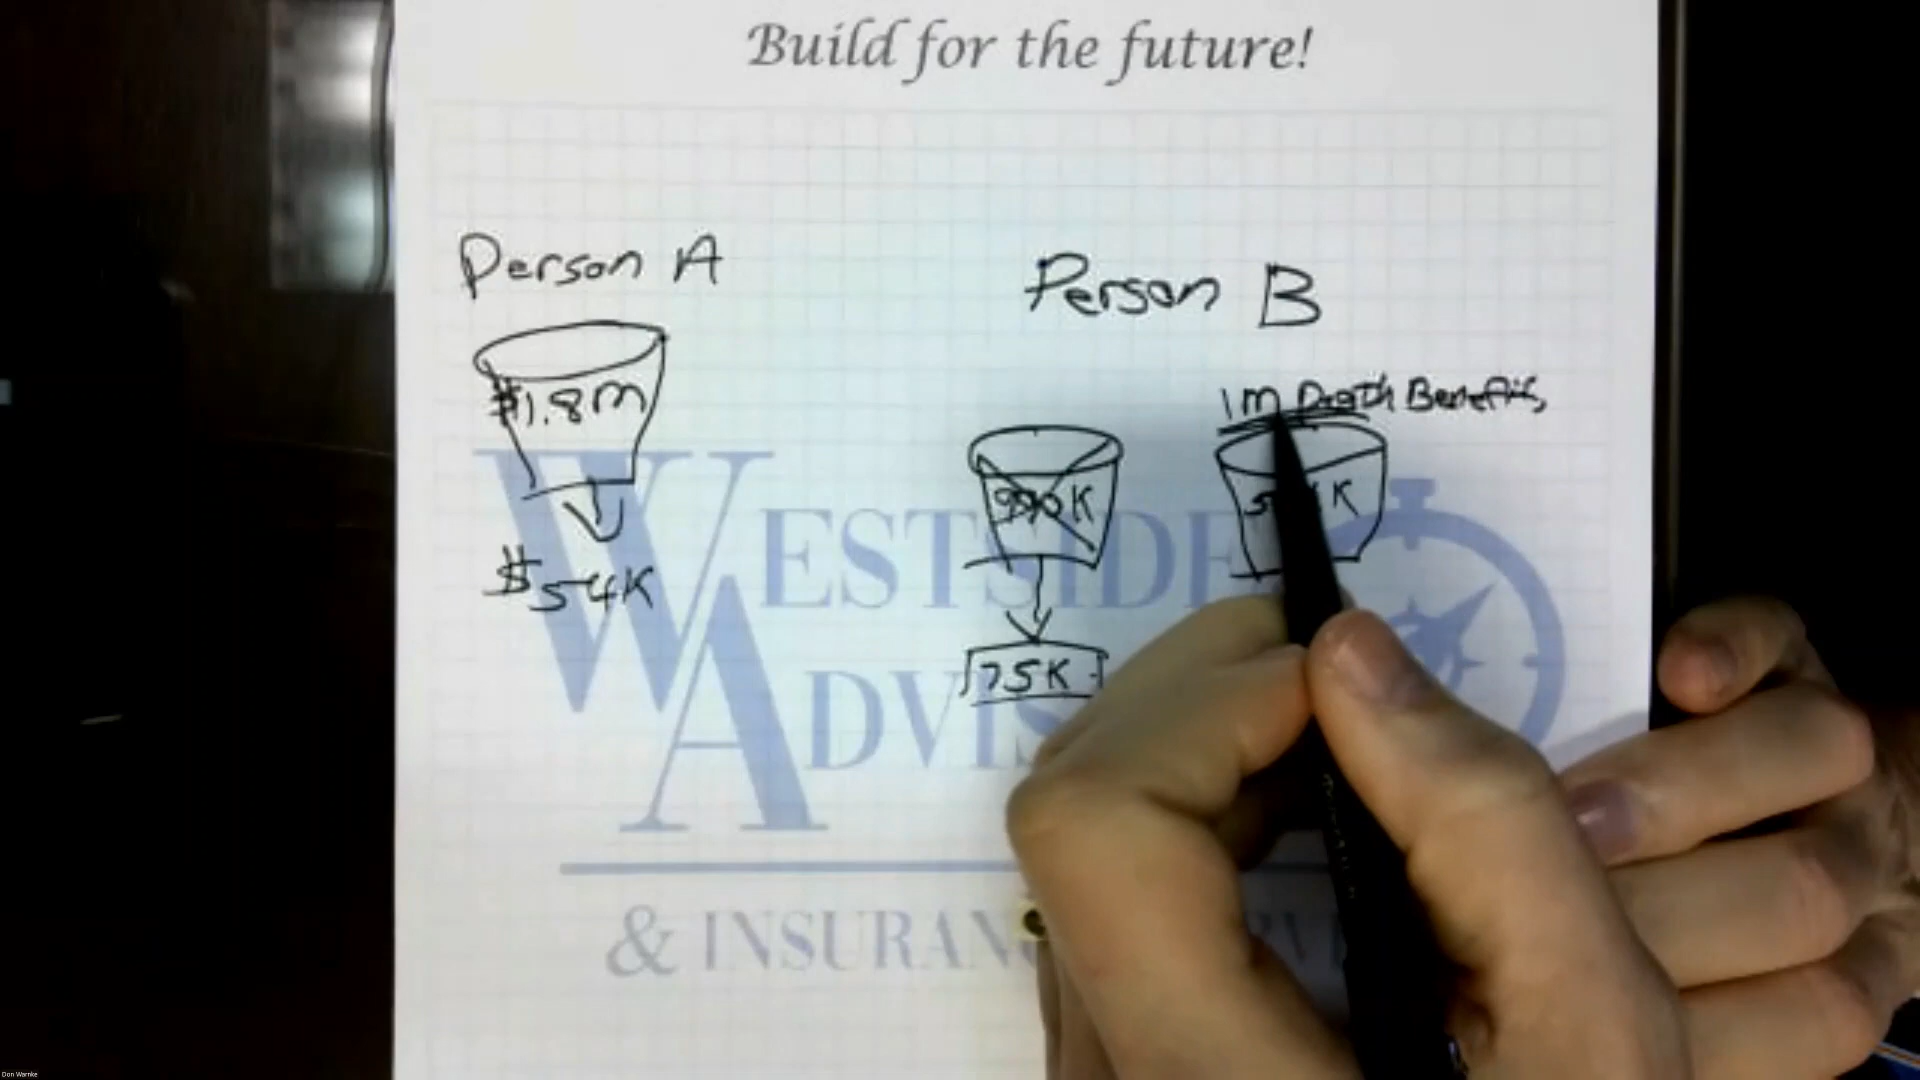 Build for the future!
Person A
Person B
$1.8m
1m Death Benefits
$54K
75K
WESTSIDE
ADVIS
& INSURAN
Don Warnke